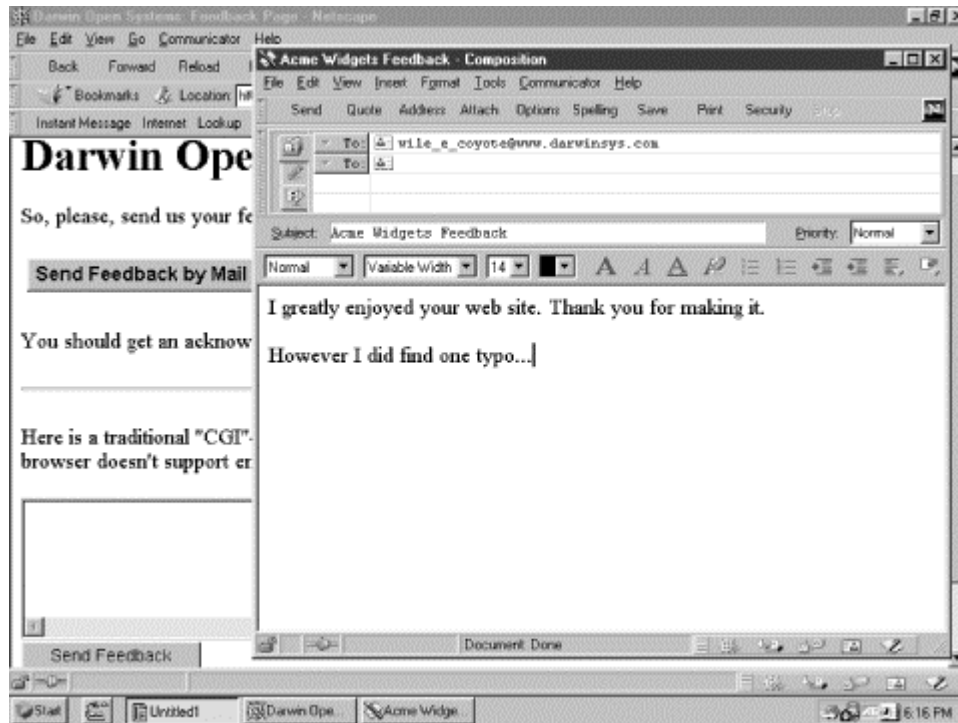 Darwin Open Systems: Feedback Page - Netscape
File Edit View Go Communicator Help
Back Forward Reload
Bookmarks Location:
Instant Message Internet Lookup
Darwin Ope
So, please, send us your fe
Send Feedback by Mail
You should get an acknow
Here is a traditional "CGI"-
browser doesn't support en
Send Feedback
Acme Widgets Feedback - Composition
File Edit View Insert Format Tools Communicator Help
Send Quote Address Attach Options Spelling Save Print Security Stop
To: wile_e_coyote@www.darwinsys.com
To:
Subject: Acme Widgets Feedback Priority: Normal
Normal Variable Width 14 A A A
I greatly enjoyed your web site. Thank you for making it.
However I did find one typo...
Document: Done
Start Untitled1 Darwin Ope... Acme Widge... 6:16 PM